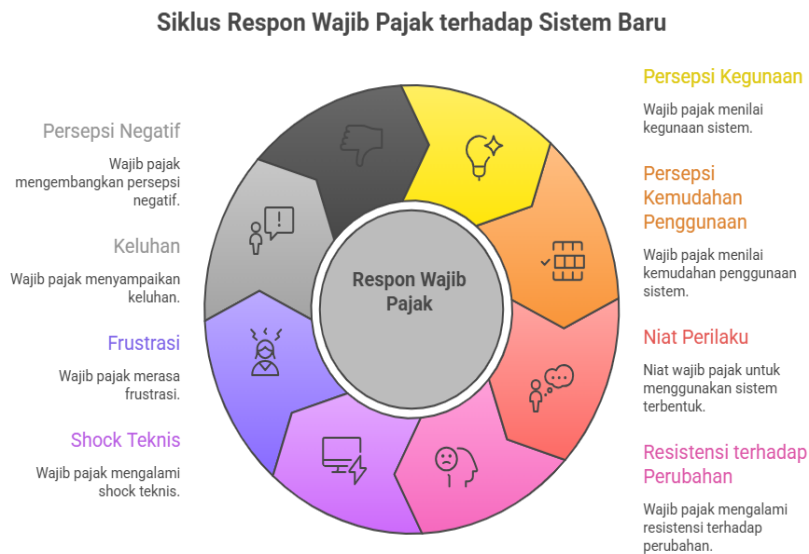 Siklus Respon Wajib Pajak terhadap Sistem Baru
Persepsi Kegunaan
Wajib pajak menilai
kegunaan sistem.
Persepsi
Kemudahan
Penggunaan
Wajib pajak menilai
kemudahan penggunaan
sistem.
Niat Perilaku
Niat wajib pajak untuk
menggunakan sistem
terbentuk.
Resistensi terhadap
Perubahan
Wajib pajak mengalami
resistensi terhadap
perubahan.
Shock Teknis
Wajib pajak mengalami
shock teknis.
Frustrasi
Wajib pajak merasa
frustrasi.
Keluhan
Wajib pajak menyampaikan
keluhan.
Persepsi Negatif
Wajib pajak
mengembangkan persepsi
negatif.
Respon Wajib
Pajak